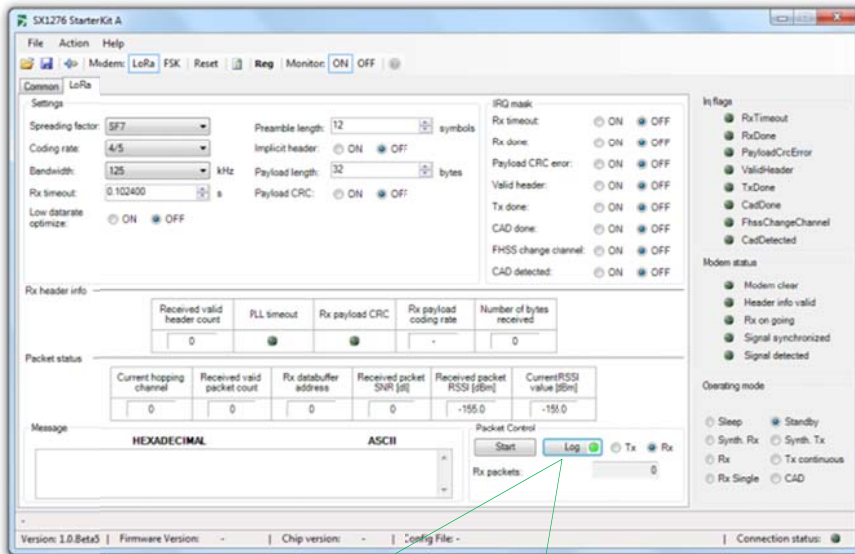 SX1276 StarterKit A
File Action Help
Modem: LoRa FSK Reset Reg Monitor: ON OFF
Common LoRa
Settings
Spreading factor: SF7
Coding rate: 4/5
Bandwidth: 125 kHz
Rx timeout: 0.102400 s
Low datarate
optimize: ON OFF
Preamble length: 12 symbols
Implicit header: ON OFF
Payload length: 32 bytes
Payload CRC: ON OFF
IRQ mask
Rx timeout: ON OFF
Rx done: ON OFF
Payload CRC error: ON OFF
Valid header: ON OFF
Tx done: ON OFF
CAD done: ON OFF
FHSS change channel: ON OFF
CAD detected: ON OFF
Irq flags
RxTimeout
RxDone
PayloadCrcError
ValidHeader
TxDone
CadDone
FhssChangeChannel
CadDetected
Modem status
Modem clear
Header info valid
Rx on going
Signal synchronized
Signal detected
Rx header info
Received valid
header count
PLL timeout
Rx payload CRC
Rx payload
coding rate
Number of bytes
received
0 - 0
Packet status
Current hopping
channel
Received valid
packet count
Rx databuffer
address
Received packet
SNR [dB]
Received packet
RSSI [dBm]
Current RSSI
value [dBm]
0 0 0 0 -155.0 -155.0
Operating mode
Sleep Standby
Synth. Rx Synth. Tx
Rx Tx continuous
Rx Single CAD
Message
HEXADECIMAL ASCII
Packet Control
Start Log Tx Rx
Rx packets: 0
-
Version: 1.0.Beta5 | Firmware Version: - | Chip version: - | Config File: - | Connection status: